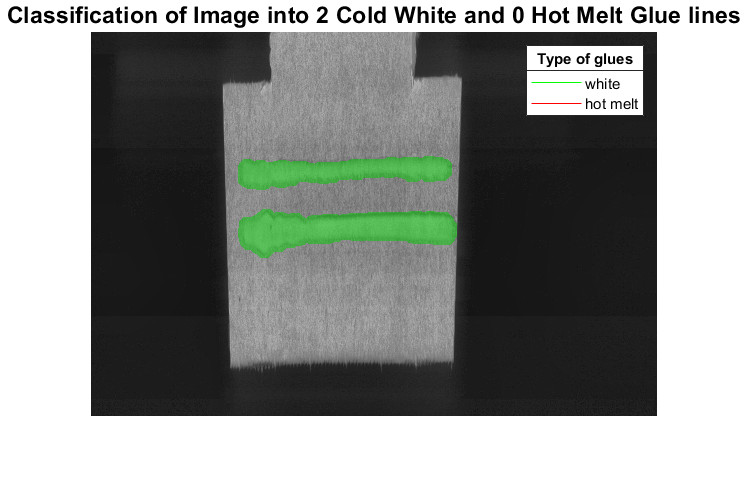 Classification of Image into 2 Cold White and 0 Hot Melt Glue lines
Type of glues
white
hot melt